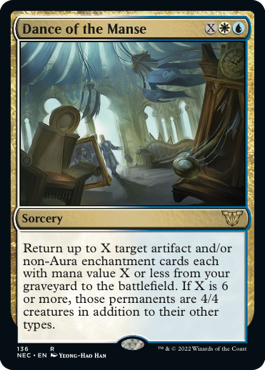 Dance of the Manse X
Sorcery
Return up to X target artifact and/or
non-Aura enchantment cards each
with mana value X or less from your
graveyard to the battlefield. If X is 6
or more, those permanents are 4/4
creatures in addition to their other
types.
136 R
NEC • EN Yeong-Hao Han
™ & © 2022 Wizards of the Coast